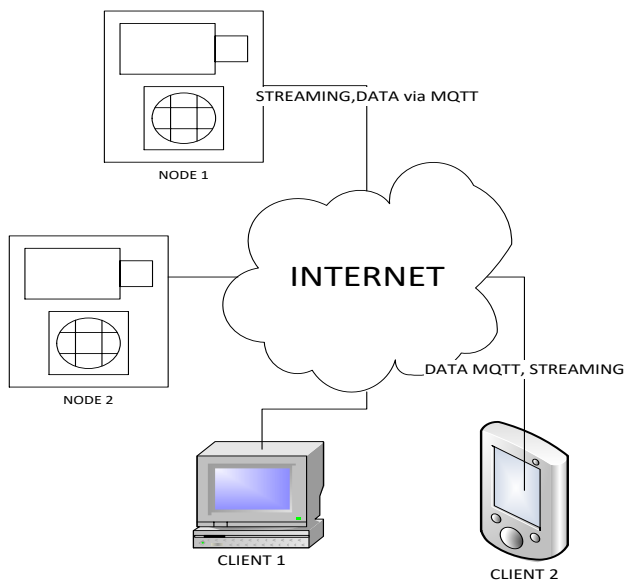 STREAMING,DATA via MQTT
NODE 1
INTERNET
NODE 2
DATA MQTT, STREAMING
CLIENT 1
CLIENT 2